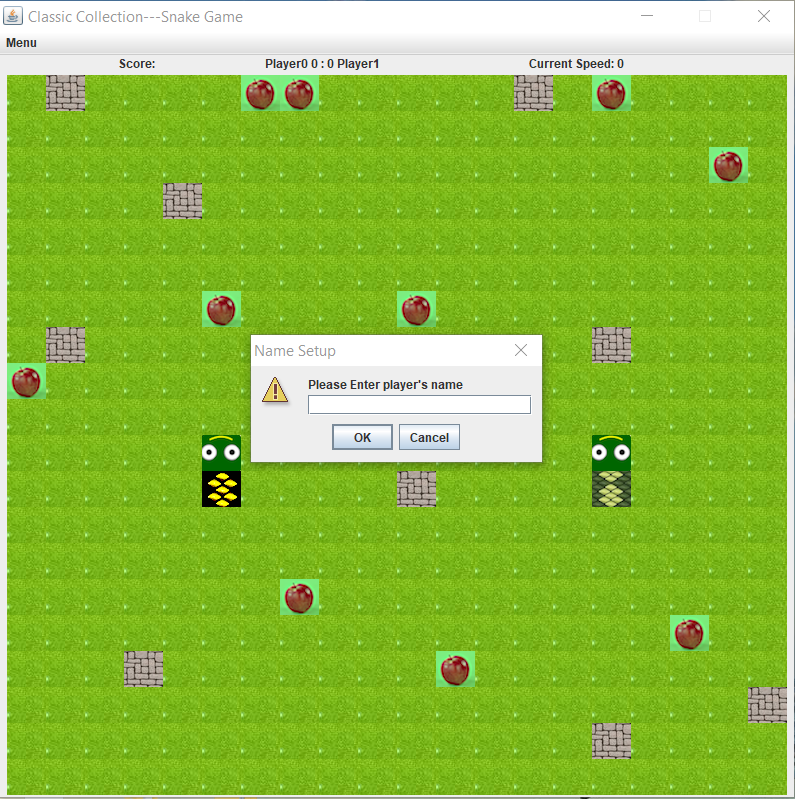 Classic Collection---Snake Game
Menu
Score: Player0 0 : 0 Player1 Current Speed: 0
Name Setup
Please Enter player's name
OK Cancel